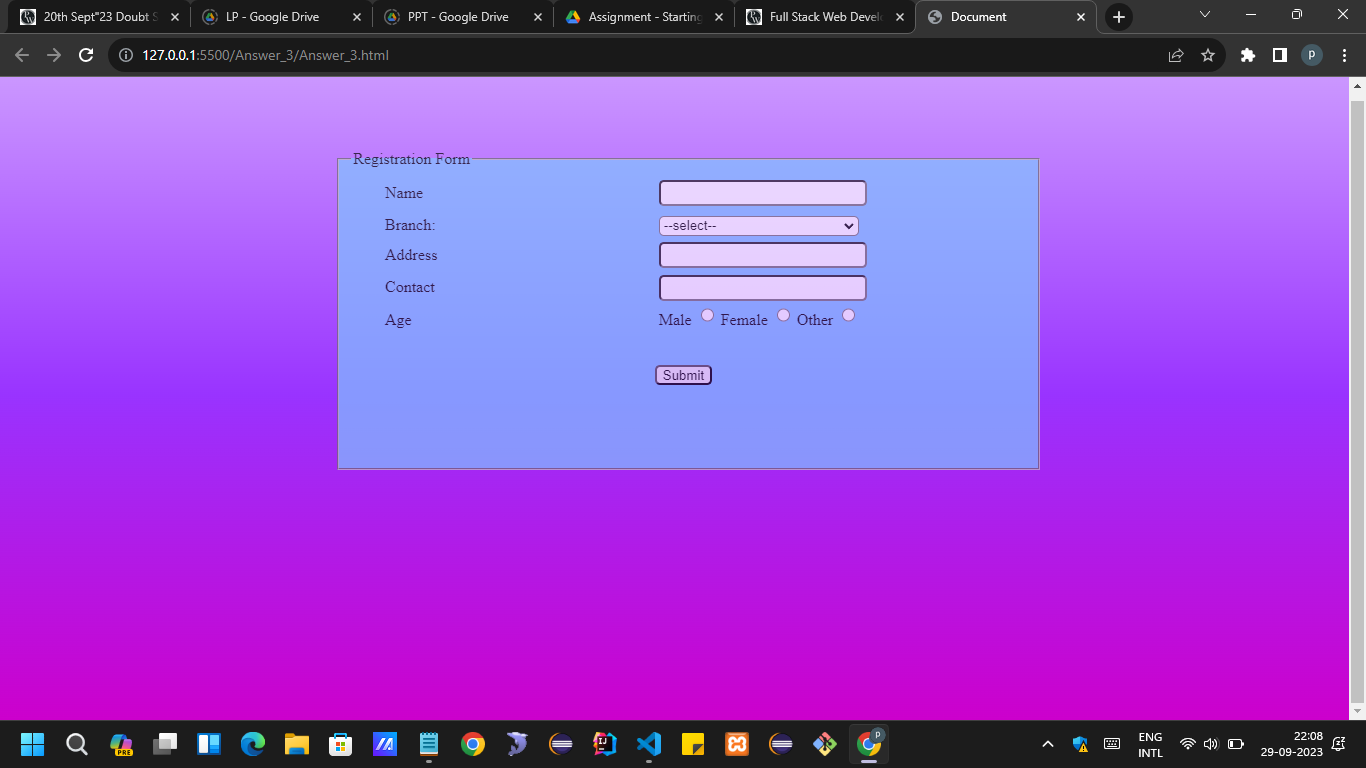 20th Sept"23 Doubt S
LP - Google Drive
PPT - Google Drive
Assignment - Starting
Full Stack Web Develo
Document
127.0.0.1:5500/Answer_3/Answer_3.html
p
Registration Form
Name
Branch:
--select--
Address
Contact
Age
Male Female Other
Submit
PRE
p
ENG
INTL
22:08
29-09-2023